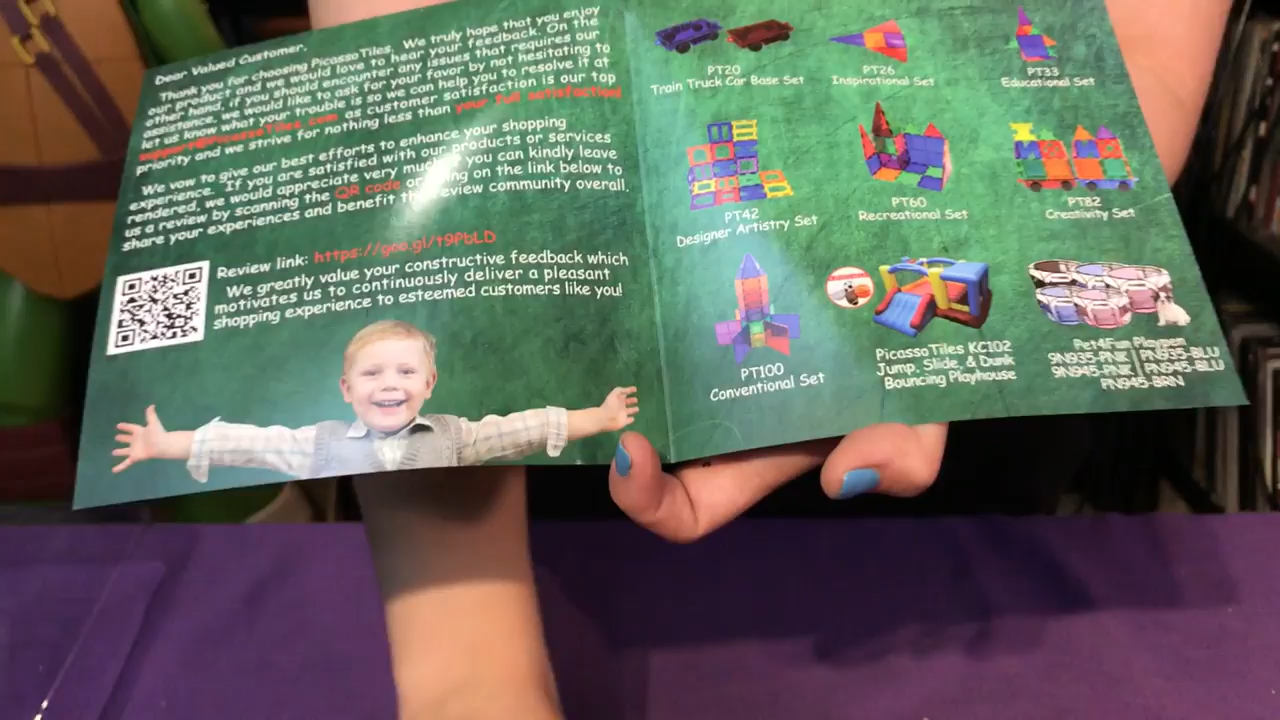 Dear Valued Customer,
Thank you for choosing PicassoTiles. We truly hope that you enjoy
our product and we would love to hear your feedback. On the
other hand, if you should encounter any issues that requires our
assistance, we would like to ask for your favor by not hesitating to
let us know what your trouble is so we can help you to resolve it at
support@PicassoTiles.com as customer satisfaction is our top
priority and we strive for nothing less than your full satisfaction!
We vow to give our best efforts to enhance your shopping
experience. If you are satisfied with our products or services
rendered, we would appreciate very much you can kindly leave
us a review by scanning the QR code or on the link below to
share your experiences and benefit the review community overall.
Review link: https://goo.gl/t9PbLD
We greatly value your constructive feedback which
motivates us to continuously deliver a pleasant
shopping experience to esteemed customers like you!
PT20
Train Truck Car Base Set
PT26
Inspirational Set
PT33
Educational Set
PT42
Designer Artistry Set
PT60
Recreational Set
PT82
Creativity Set
PT100
Conventional Set
PicassoTiles KC102
Jump, Slide, & Dunk
Bouncing Playhouse
Pet4Fun Playpen
9N935-PNK | PN935-BLU
9N945-PNK | PN945-BLU
PN945-BRN